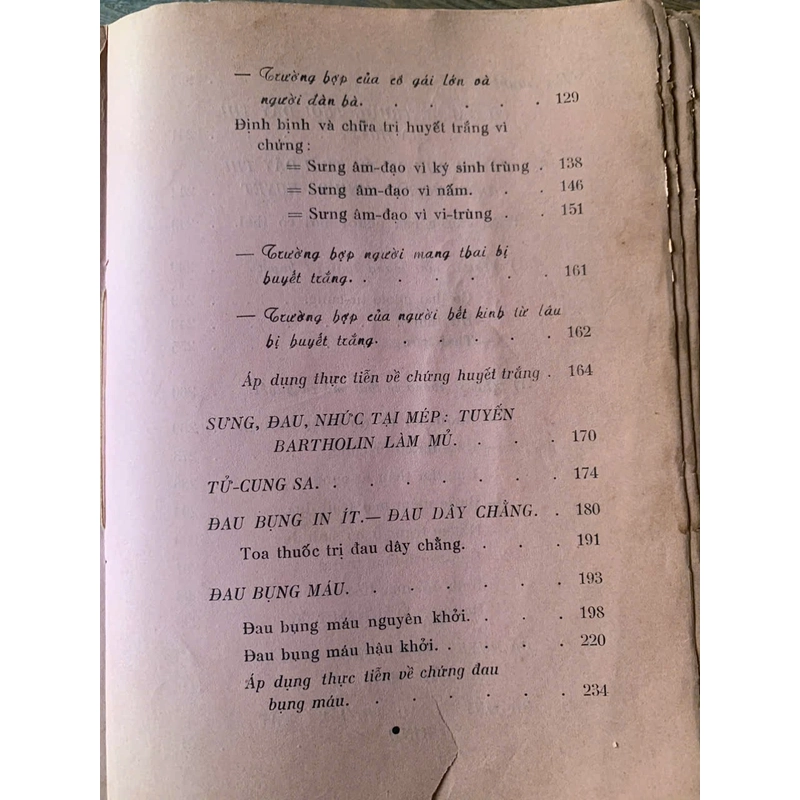 — Trường hợp của cô gái lớn và
người đàn bà. . . . . . 129
Định bịnh và chữa trị huyết trắng vì
chứng:
= Sưng âm-đạo vì ký sinh trùng . 138
= Sưng âm-đạo vì nấm. . . 146
= Sưng âm-đạo vì vi-trùng . . 151
— Trường hợp người mang thai bị
huyết trắng. . . . . . . 161
— Trường hợp của người hết kinh từ lâu
bị huyết trắng. . . . . . 162
Áp dụng thực tiễn về chứng huyết trắng . 164
SƯNG, ĐAU, NHỨC TẠI MÉP: TUYẾN
BARTHOLIN LÀM MỦ. . . . 170
TỬ-CUNG SA. . . . . . . . 174
ĐAU BỤNG IN ÍT.— ĐAU DÂY CHẰNG. . 180
Toa thuốc trị đau dây chằng. . . . 191
ĐAU BỤNG MÁU. . . . . . . 193
Đau bụng máu nguyên khởi. . . . 198
Đau bụng máu hậu khởi. . . . . 220
Áp dụng thực tiễn về chứng đau
bụng máu. . . . . . . 234